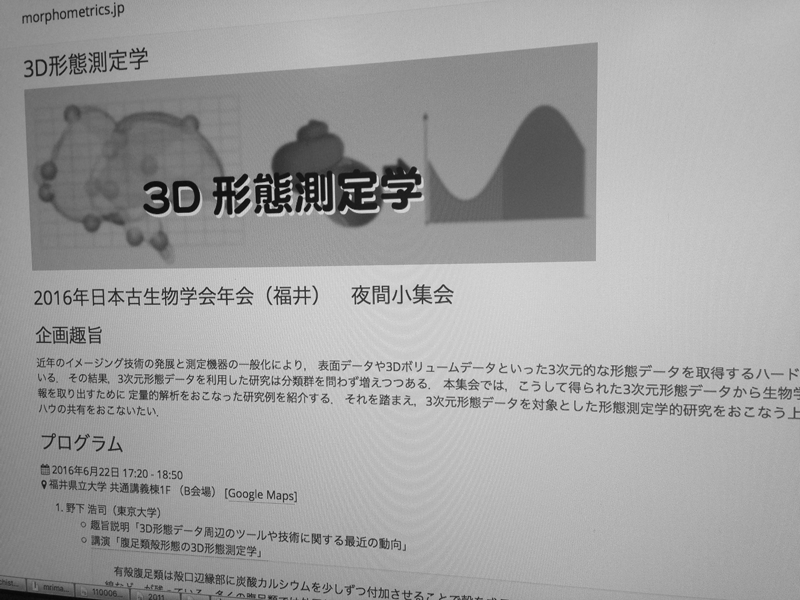 morphometrics.jp
3D形態測定学
3D 形態測定学
2016年日本古生物学会年会（福井）　夜間小集会
企画趣旨
近年のイメージング技術の発展と測定機器の一般化により， 表面データや3Dボリュームデータといった3次元的な形態データを取得するハード
いる． その結果，3次元形態データを利用した研究は分類群を問わず増えつつある． 本集会では，こうして得られた3次元形態データから生物学
報を取り出すために 定量的解析をおこなった研究例を紹介する． それを踏まえ，3次元形態データを対象とした形態測定学的研究をおこなう上
ハウの共有をおこないたい．
プログラム
2016年6月22日 17:20 - 18:50
福井県立大学 共通講義棟1F （B会場） [Google Maps]
1. 野下 浩司（東京大学）
○ 趣旨説明「3D形態データ周辺のツールや技術に関する最近の動向」
○ 講演「腹足類殻形態の3D形態測定学」
有殻腹足類は殻口辺縁部に炭酸カルシウムを少しずつ付加させることで殻を
110006...
2011